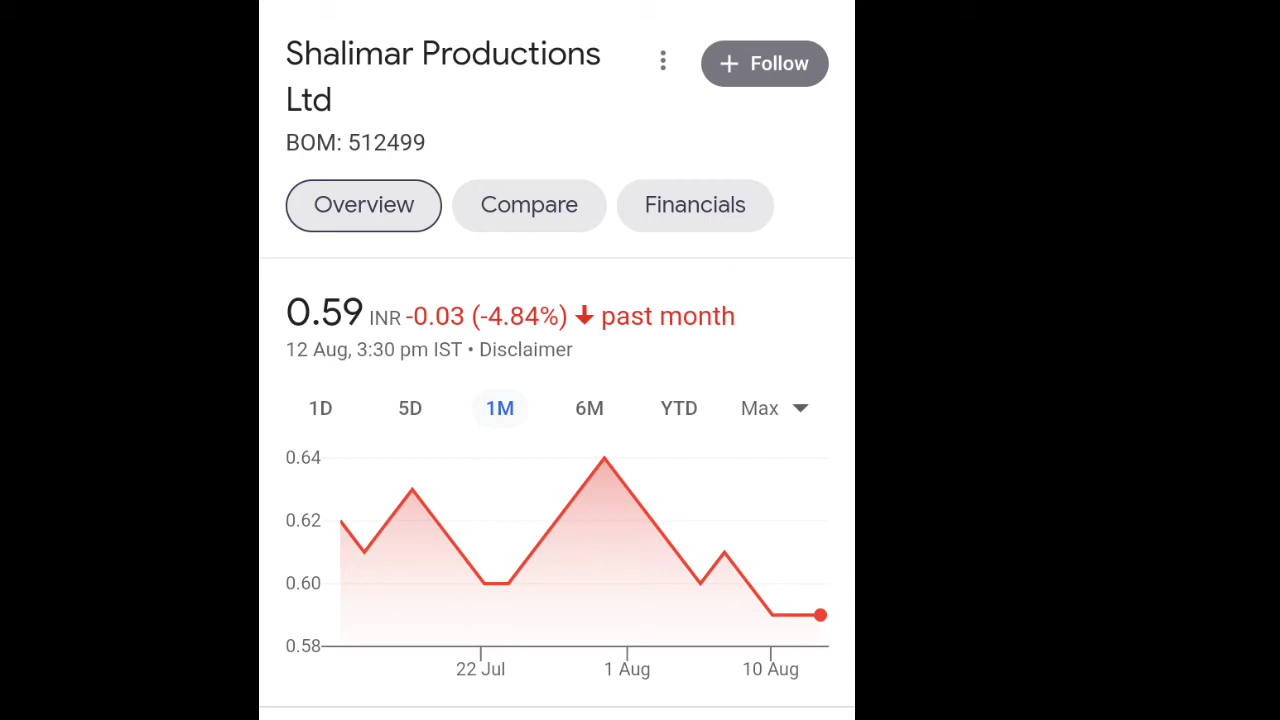 Shalimar Productions
Ltd
+ Follow
BOM: 512499
Overview Compare Financials
0.59 INR -0.03 (-4.84%) ↓ past month
12 Aug, 3:30 pm IST • Disclaimer
1D 5D 1M 6M YTD Max
0.64
0.62
0.60
0.58
22 Jul 1 Aug 10 Aug